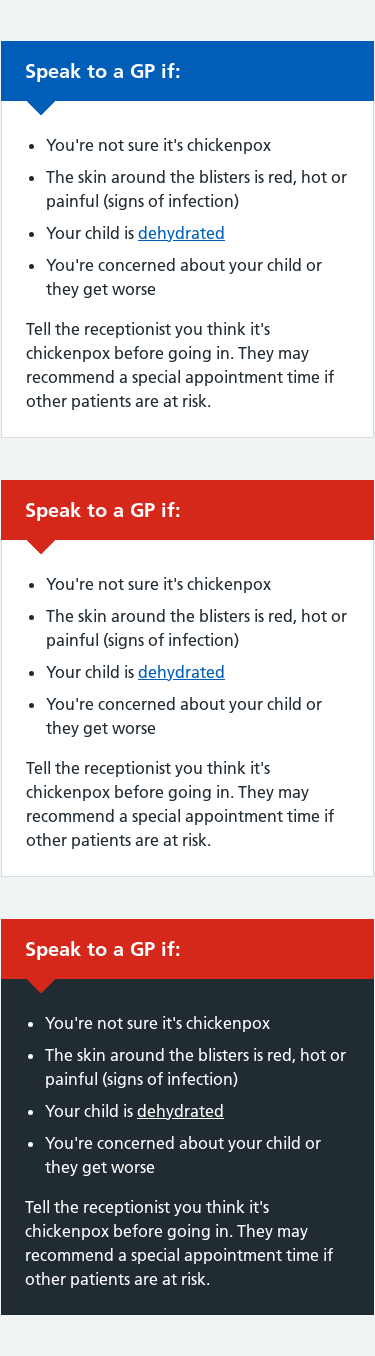 Speak to a GP if:
• You're not sure it's chickenpox
• The skin around the blisters is red, hot or
painful (signs of infection)
• Your child is dehydrated
• You're concerned about your child or
they get worse
Tell the receptionist you think it's
chickenpox before going in. They may
recommend a special appointment time if
other patients are at risk.
Speak to a GP if:
• You're not sure it's chickenpox
• The skin around the blisters is red, hot or
painful (signs of infection)
• Your child is dehydrated
• You're concerned about your child or
they get worse
Tell the receptionist you think it's
chickenpox before going in. They may
recommend a special appointment time if
other patients are at risk.
Speak to a GP if:
• You're not sure it's chickenpox
• The skin around the blisters is red, hot or
painful (signs of infection)
• Your child is dehydrated
• You're concerned about your child or
they get worse
Tell the receptionist you think it's
chickenpox before going in. They may
recommend a special appointment time if
other patients are at risk.